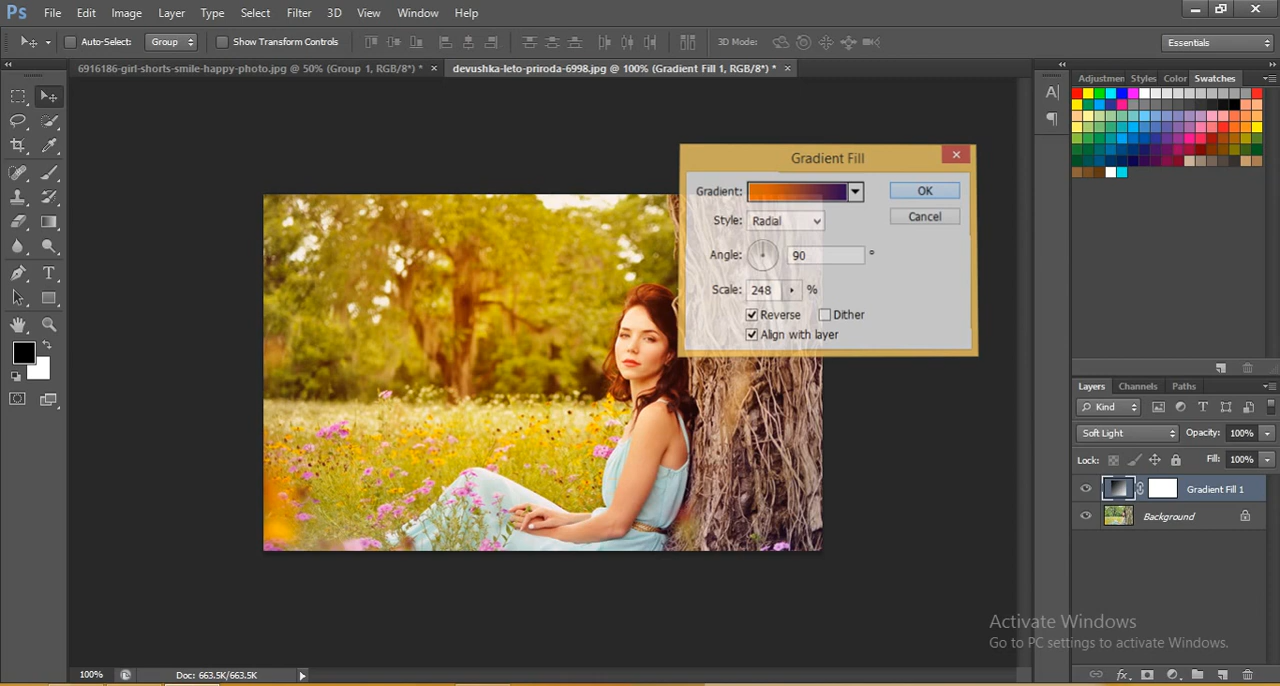 Ps File Edit Image Layer Type Select Filter 3D View Window Help
Auto-Select: Group Show Transform Controls 3D Mode: Essentials
6916186-girl-shorts-smile-happy-photo.jpg @ 50% (Group 1, RGB/8*) * × devushka-leto-priroda-6998.jpg @ 100% (Gradient Fill 1, RGB/8*) * ×
Adjustmen Styles Color Swatches
Gradient Fill
Gradient: OK
Style: Radial Cancel
Angle: 90 °
Scale: 248 %
Reverse Dither
Align with layer
Layers Channels Paths
Kind
Soft Light Opacity: 100%
Lock: Fill: 100%
Gradient Fill 1
Background
Activate Windows
Go to PC settings to activate Windows.
100% Doc: 663.5K/663.5K
fx